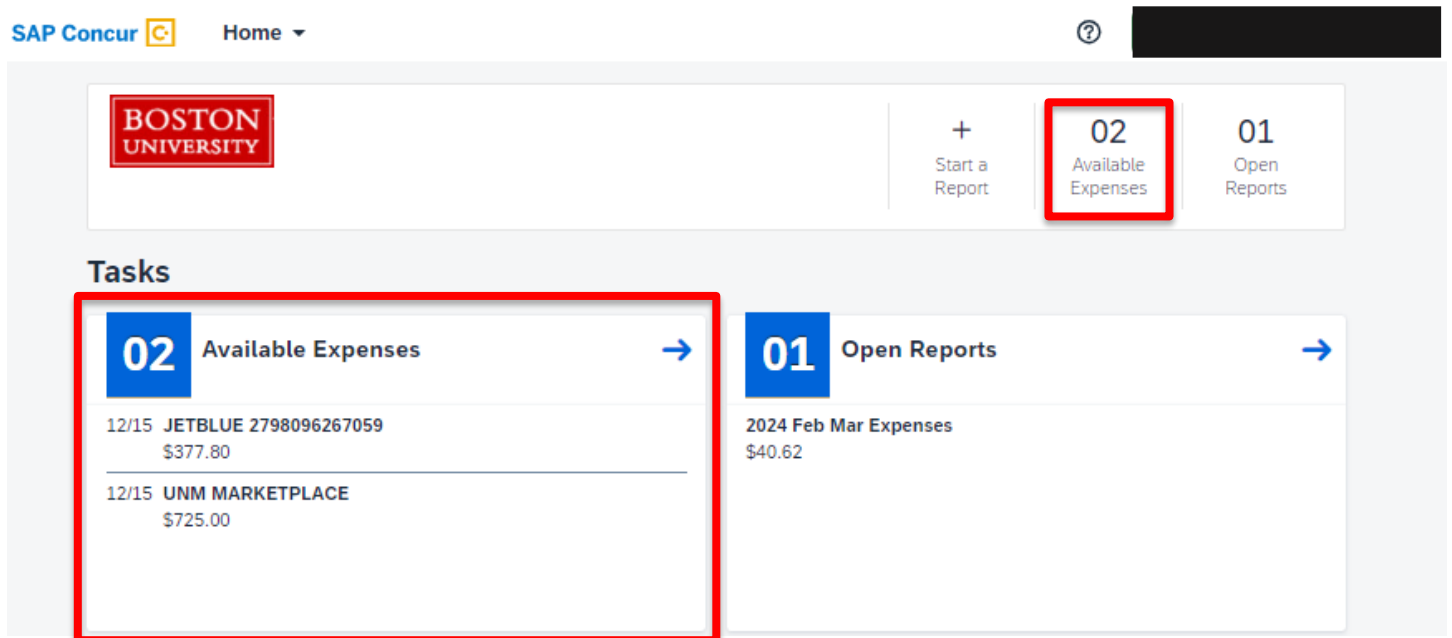 SAP Concur C Home
?
BOSTON
UNIVERSITY
+
Start a
Report
02
Available
Expenses
01
Open
Reports
Tasks
02 Available Expenses →
12/15 JETBLUE 2798096267059
$377.80
12/15 UNM MARKETPLACE
$725.00
01 Open Reports →
2024 Feb Mar Expenses
$40.62